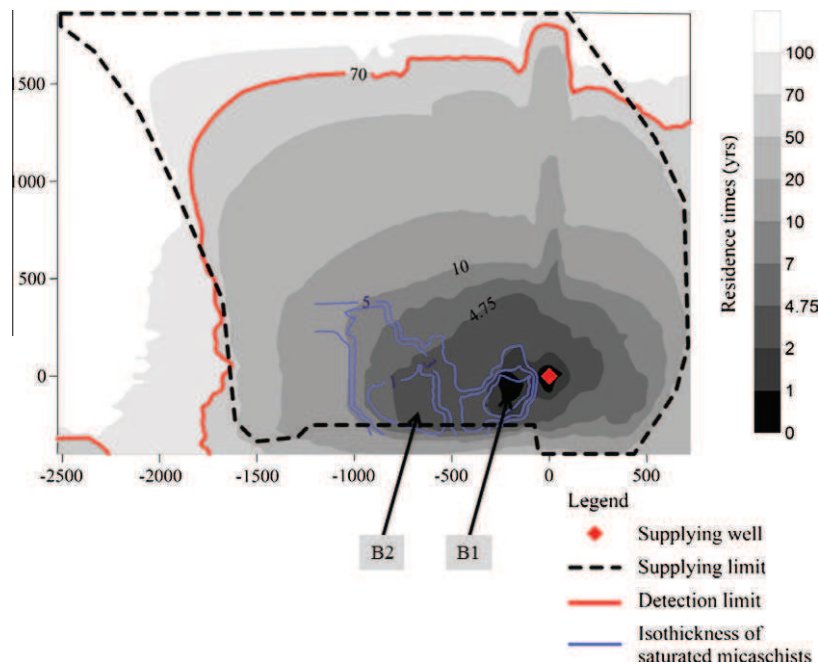 1500
1000
500
0
-2500
-2000
-1500
-1000
-500
0
500
70
10
4.75
5
1
B2
B1
Residence times (yrs)
100
70
50
20
10
7
4.75
2
1
0
Legend
Supplying well
Supplying limit
Detection limit
Isothickness of
saturated micaschists